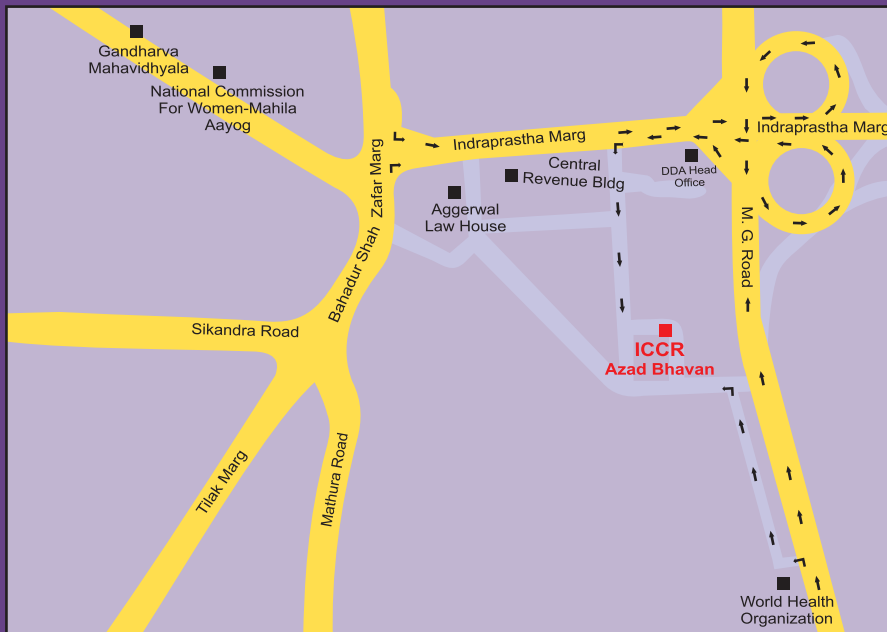 Gandharva
Mahavidhyala
National Commission
For Women-Mahila
Aayog
Bahadur Shah Zafar Marg
Indraprastha Marg
Indraprastha Marg
Central
Revenue Bldg
DDA Head
Office
Aggerwal
Law House
M. G. Road
Sikandra Road
ICCR
Azad Bhavan
Tilak Marg
Mathura Road
World Health
Organization